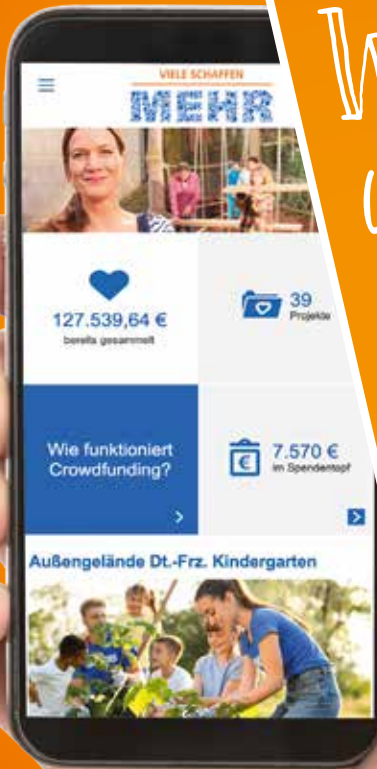 VIELE SCHAFFEN
MEHR
127.539,64 €
bereits gesammelt
39
Projekte
Wie funktioniert
Crowdfunding?
7.570 €
im Spendentopf
Außengelände Dt.-Frz. Kindergarten